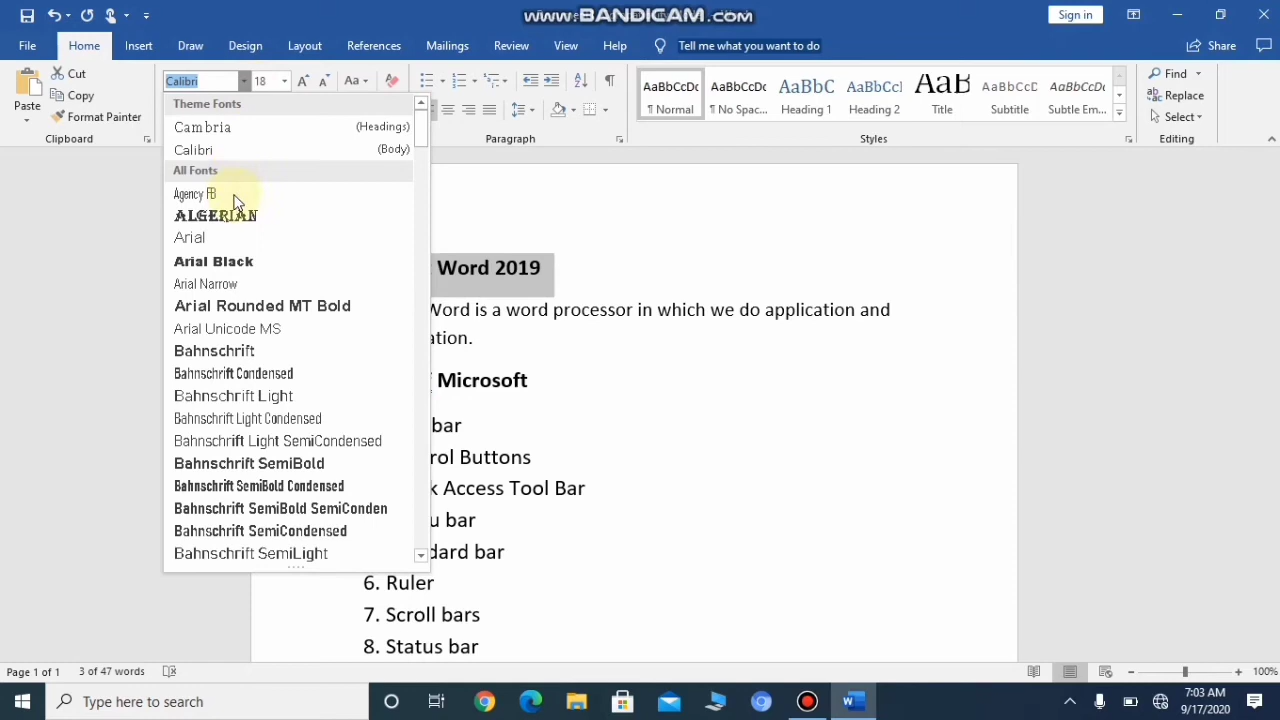 www.BANDICAM.com
Sign in
File Home Insert Draw Design Layout References Mailings Review View Help Tell me what you want to do Share
Paste
Cut
Copy
Format Painter
Clipboard
Calibri 18
Aa
Paragraph
AaBbCcDc AaBbCcDc AaBbC AaBbCcC AaB AaBbCcD AaBbCcD
¶ Normal ¶ No Spac... Heading 1 Heading 2 Title Subtitle Subtle Em...
Styles
Find
Replace
Select
Editing
Theme Fonts
Cambria (Headings)
Calibri (Body)
All Fonts
Agency FB
ALGERIAN
Arial
Arial Black
Arial Narrow
Arial Rounded MT Bold
Arial Unicode MS
Bahnschrift
Bahnschrift Condensed
Bahnschrift Light
Bahnschrift Light Condensed
Bahnschrift Light SemiCondensed
Bahnschrift SemiBold
Bahnschrift SemiBold Condensed
Bahnschrift SemiBold SemiConden
Bahnschrift SemiCondensed
Bahnschrift SemiLight
Word 2019
Word is a word processor in which we do application and
ation.
Microsoft
bar
rol Buttons
k Access Tool Bar
u bar
dard bar
6. Ruler
7. Scroll bars
8. Status bar
Page 1 of 1 3 of 47 words 100%
Type here to search
7:03 AM
9/17/2020